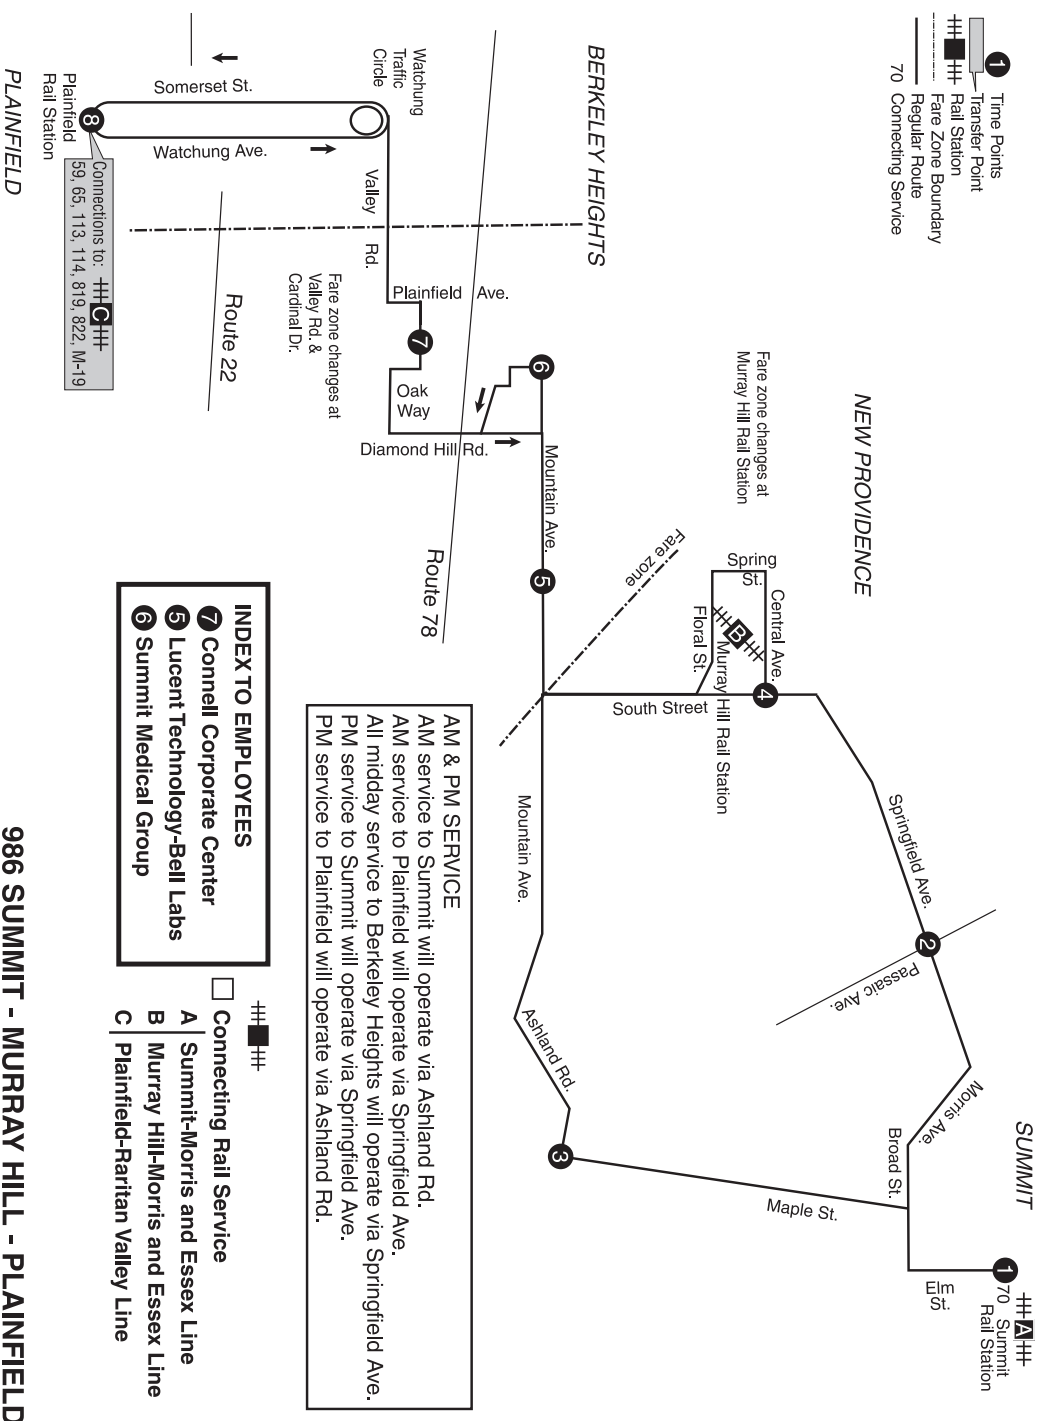 Time Points
Transfer Point
Rail Station
Fare Zone Boundary
Regular Route
70 Connecting Service
1
SUMMIT
A
70 Summit
Rail Station
1
Elm
St.
Broad St.
Morris Ave.
Maple St.
Passaic Ave.
2
Springfield Ave.
3
Ashland Rd.
Mountain Ave.
NEW PROVIDENCE
Fare zone changes at
Murray Hill Rail Station
Spring
St.
Central Ave.
B
Floral St.
Murray Hill Rail Station
4
South Street
Fare zone
5
Mountain Ave.
BERKELEY HEIGHTS
6
Diamond Hill Rd.
Oak
Way
7
Plainfield Ave.
Route 78
Valley Rd.
Fare zone changes at
Valley Rd. &
Cardinal Dr.
Route 22
Watchung
Traffic
Circle
Somerset St.
Watchung Ave.
8
Plainfield
Rail Station
PLAINFIELD
Connections to: C
59, 65, 113, 114, 819, 822, M-19
AM & PM SERVICE
AM service to Summit will operate via Ashland Rd.
AM service to Plainfield will operate via Springfield Ave.
All midday service to Berkeley Heights will operate via Springfield Ave.
PM service to Summit will operate via Springfield Ave.
PM service to Plainfield will operate via Ashland Rd.
INDEX TO EMPLOYEES
7 Connell Corporate Center
5 Lucent Technology-Bell Labs
6 Summit Medical Group
Connecting Rail Service
A Summit-Morris and Essex Line
B Murray Hill-Morris and Essex Line
C Plainfield-Raritan Valley Line
986 SUMMIT - MURRAY HILL - PLAINFIELD